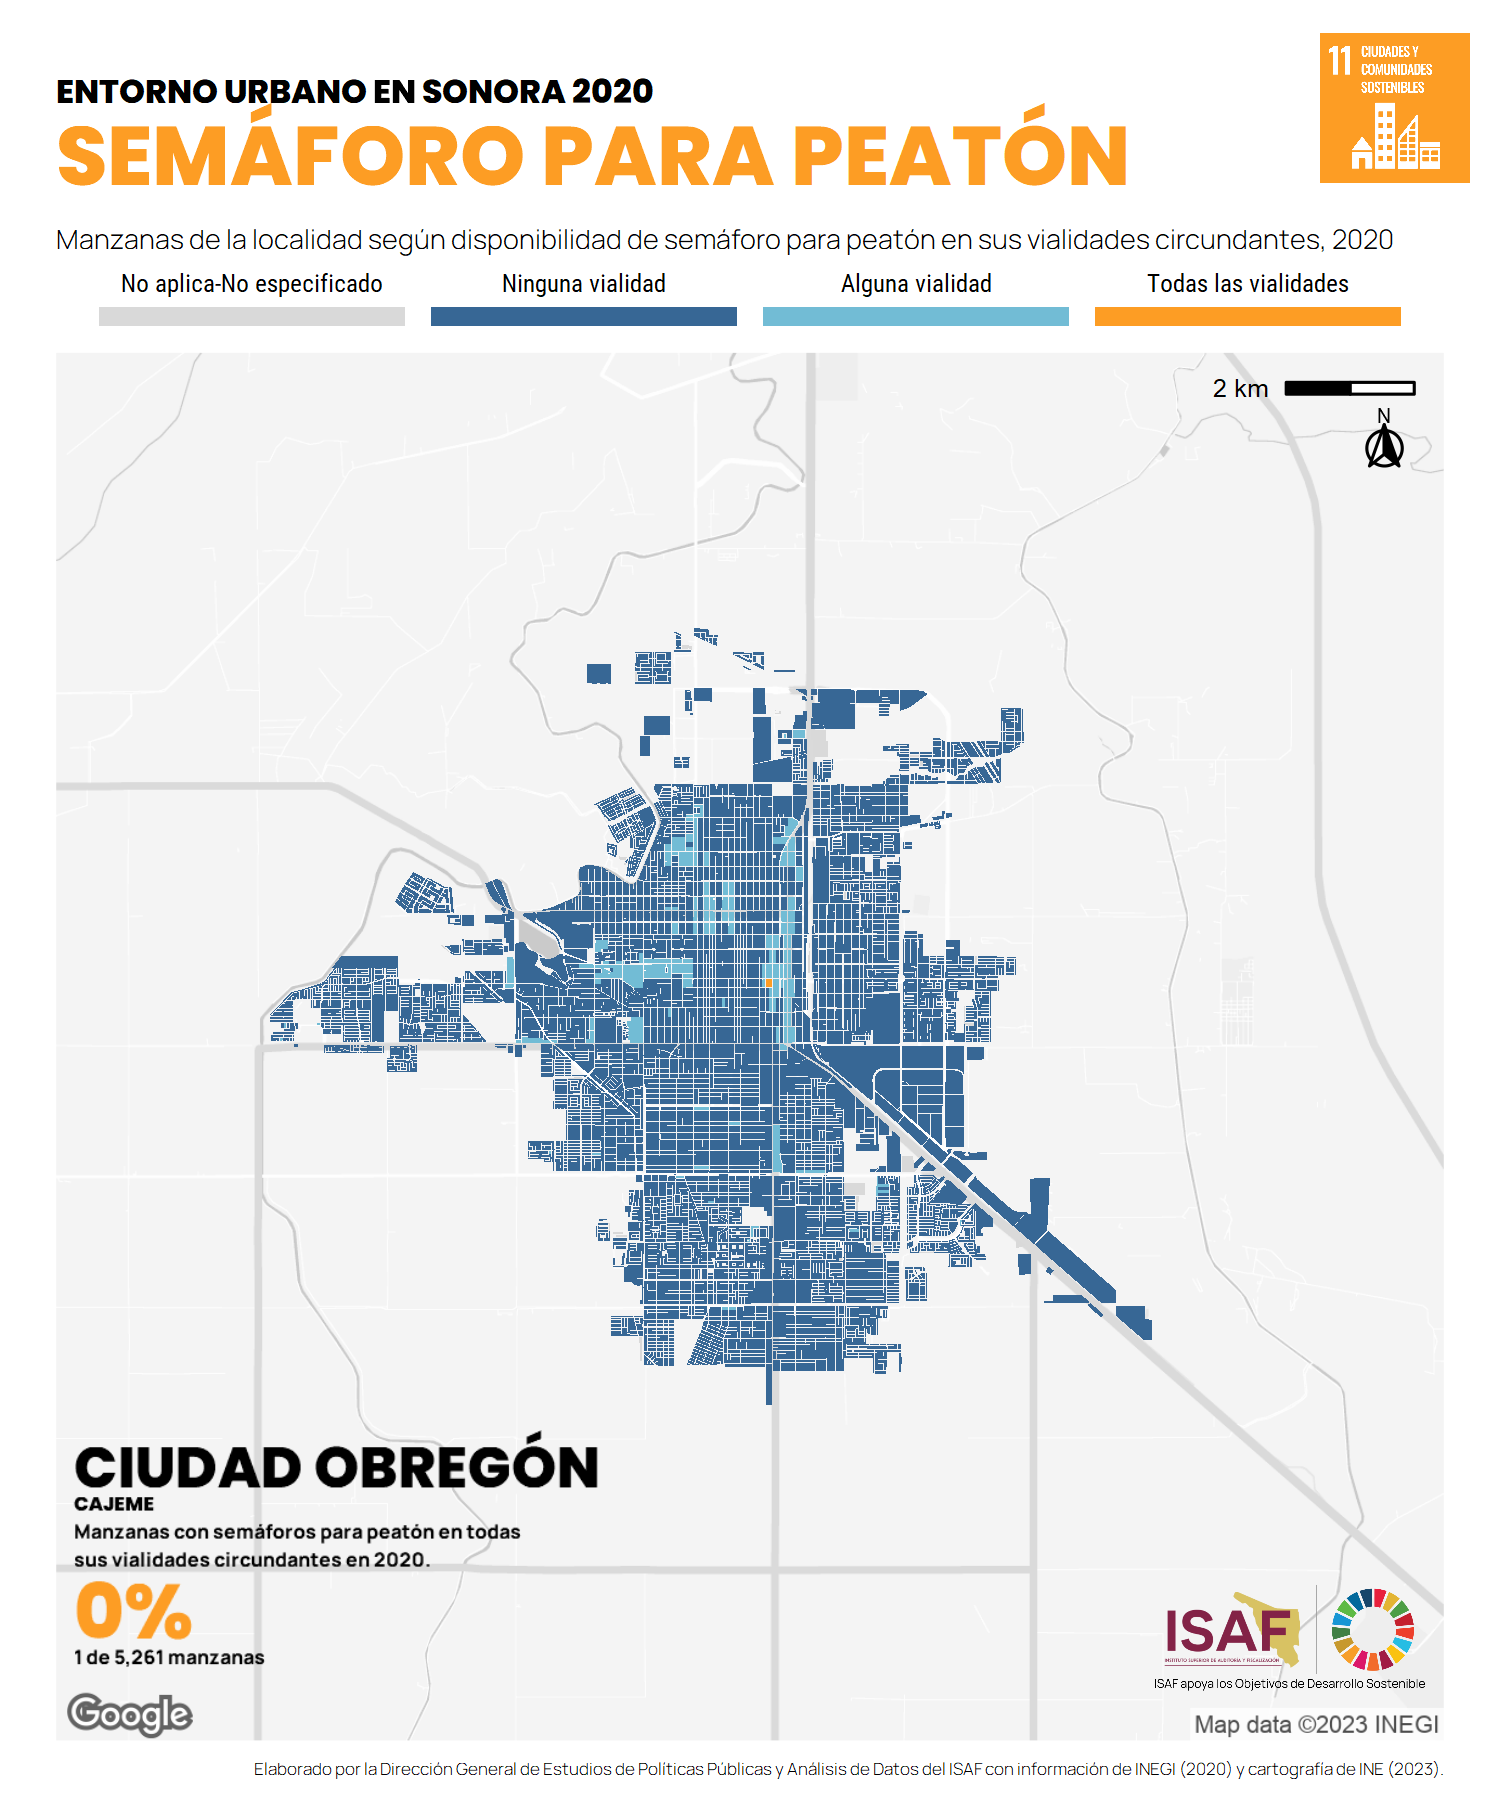 11 CIUDADES Y
COMUNIDADES
SOSTENIBLES
ENTORNO URBANO EN SONORA 2020
SEMÁFORO PARA PEATÓN
Manzanas de la localidad según disponibilidad de semáforo para peatón en sus vialidades circundantes, 2020
No aplica-No especificado Ninguna vialidad Alguna vialidad Todas las vialidades
2 km
N
CIUDAD OBREGÓN
CAJEME
Manzanas con semáforos para peatón en todas
sus vialidades circundantes en 2020.
0%
1 de 5,261 manzanas
Google
ISAF
INSTITUTO SUPERIOR DE AUDITORÍA Y FISCALIZACIÓN
ISAF apoya los Objetivos de Desarrollo Sostenible
Map data ©2023 INEGI
Elaborado por la Dirección General de Estudios de Políticas Públicas y Análisis de Datos del ISAF con información de INEGI (2020) y cartografía de INE (2023).